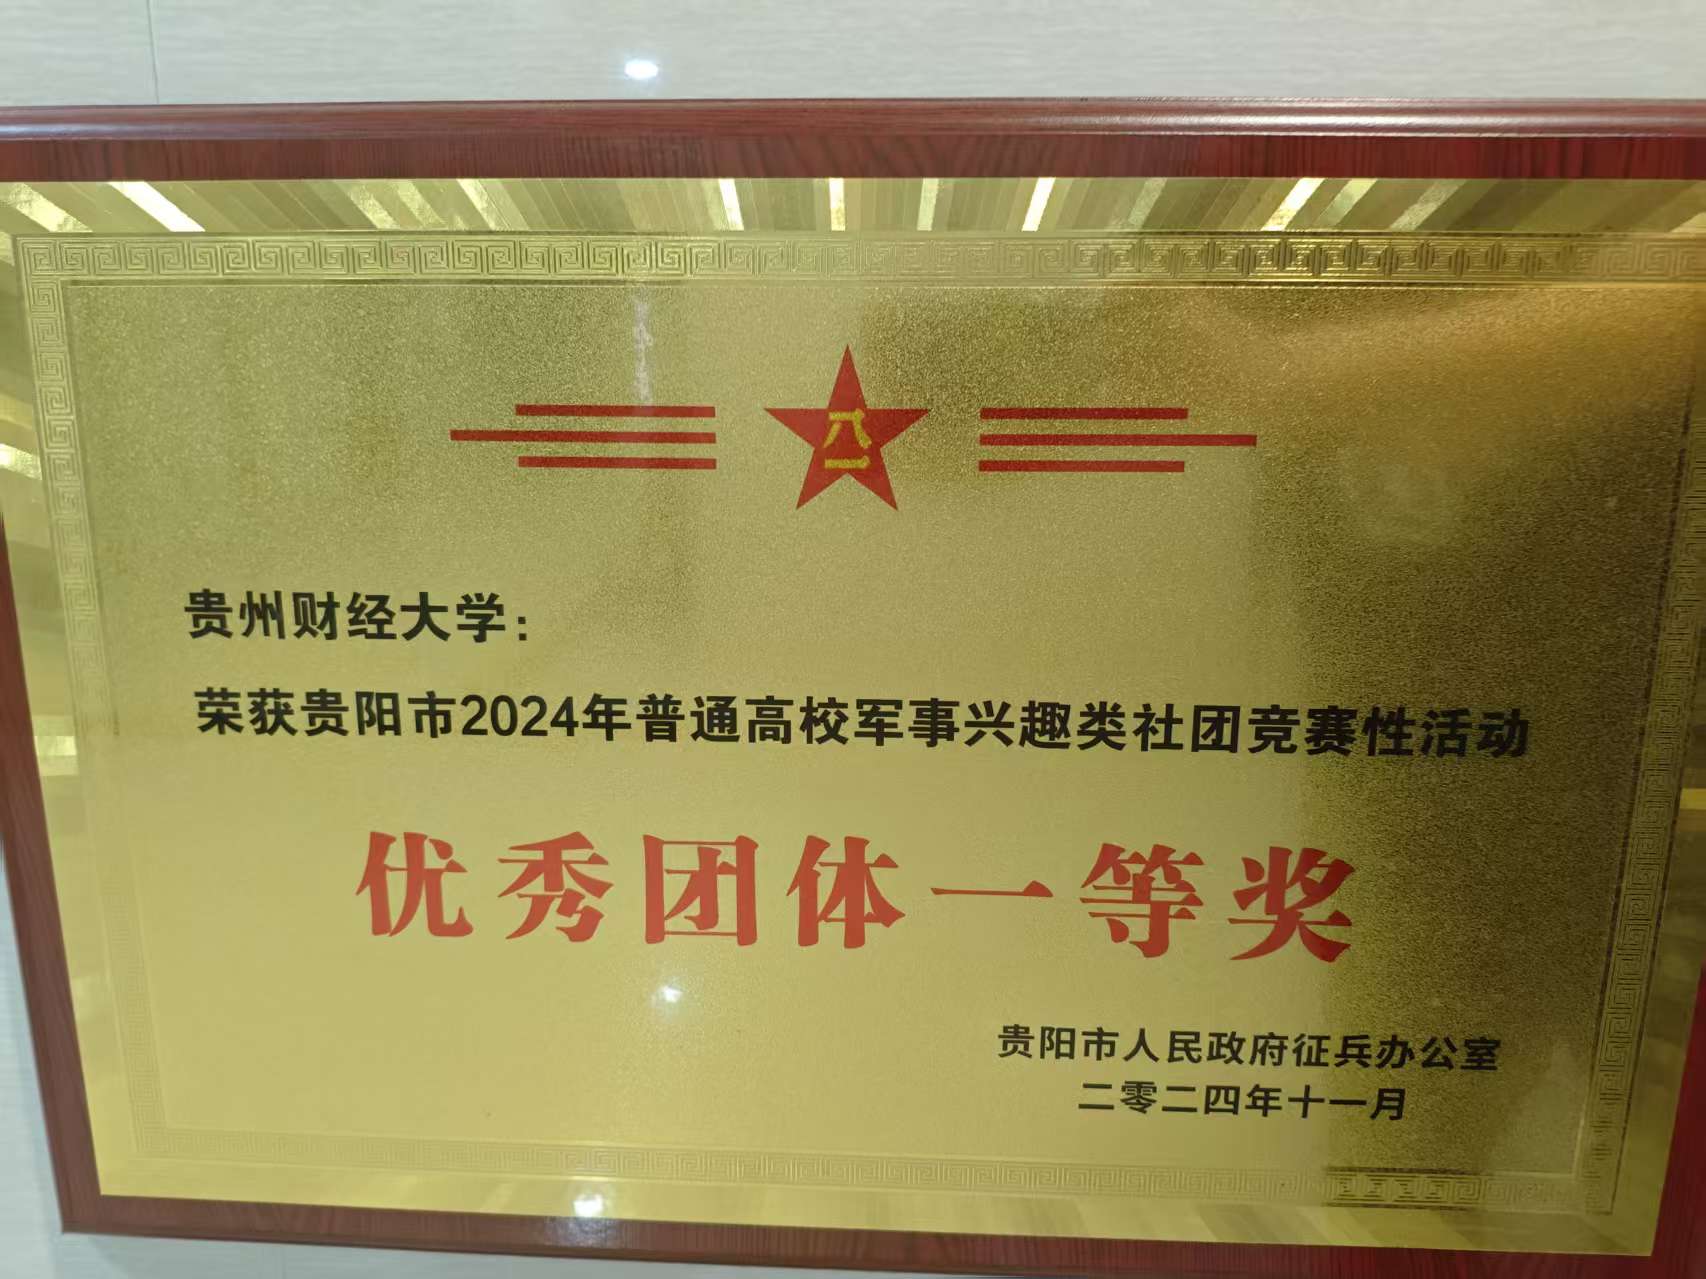 八一
贵州财经大学:
荣获贵阳市2024年普通高校军事兴趣类社团竞赛性活动
优秀团体一等奖
贵阳市人民政府征兵办公室
二零二四年十一月